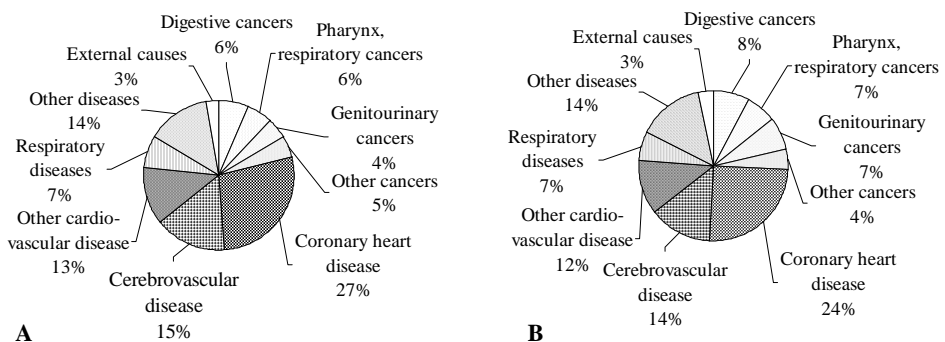 Digestive cancers
6%
Pharynx,
respiratory cancers
6%
Genitourinary
cancers
4%
Other cancers
5%
Coronary heart
disease
27%
Cerebrovascular
disease
15%
Other cardio-
vascular disease
13%
Respiratory
diseases
7%
Other diseases
14%
External causes
3%
A
Digestive cancers
8%
Pharynx,
respiratory cancers
7%
Genitourinary
cancers
7%
Other cancers
4%
Coronary heart
disease
24%
Cerebrovascular
disease
14%
Other cardio-
vascular disease
12%
Respiratory
diseases
7%
Other diseases
14%
External causes
3%
B